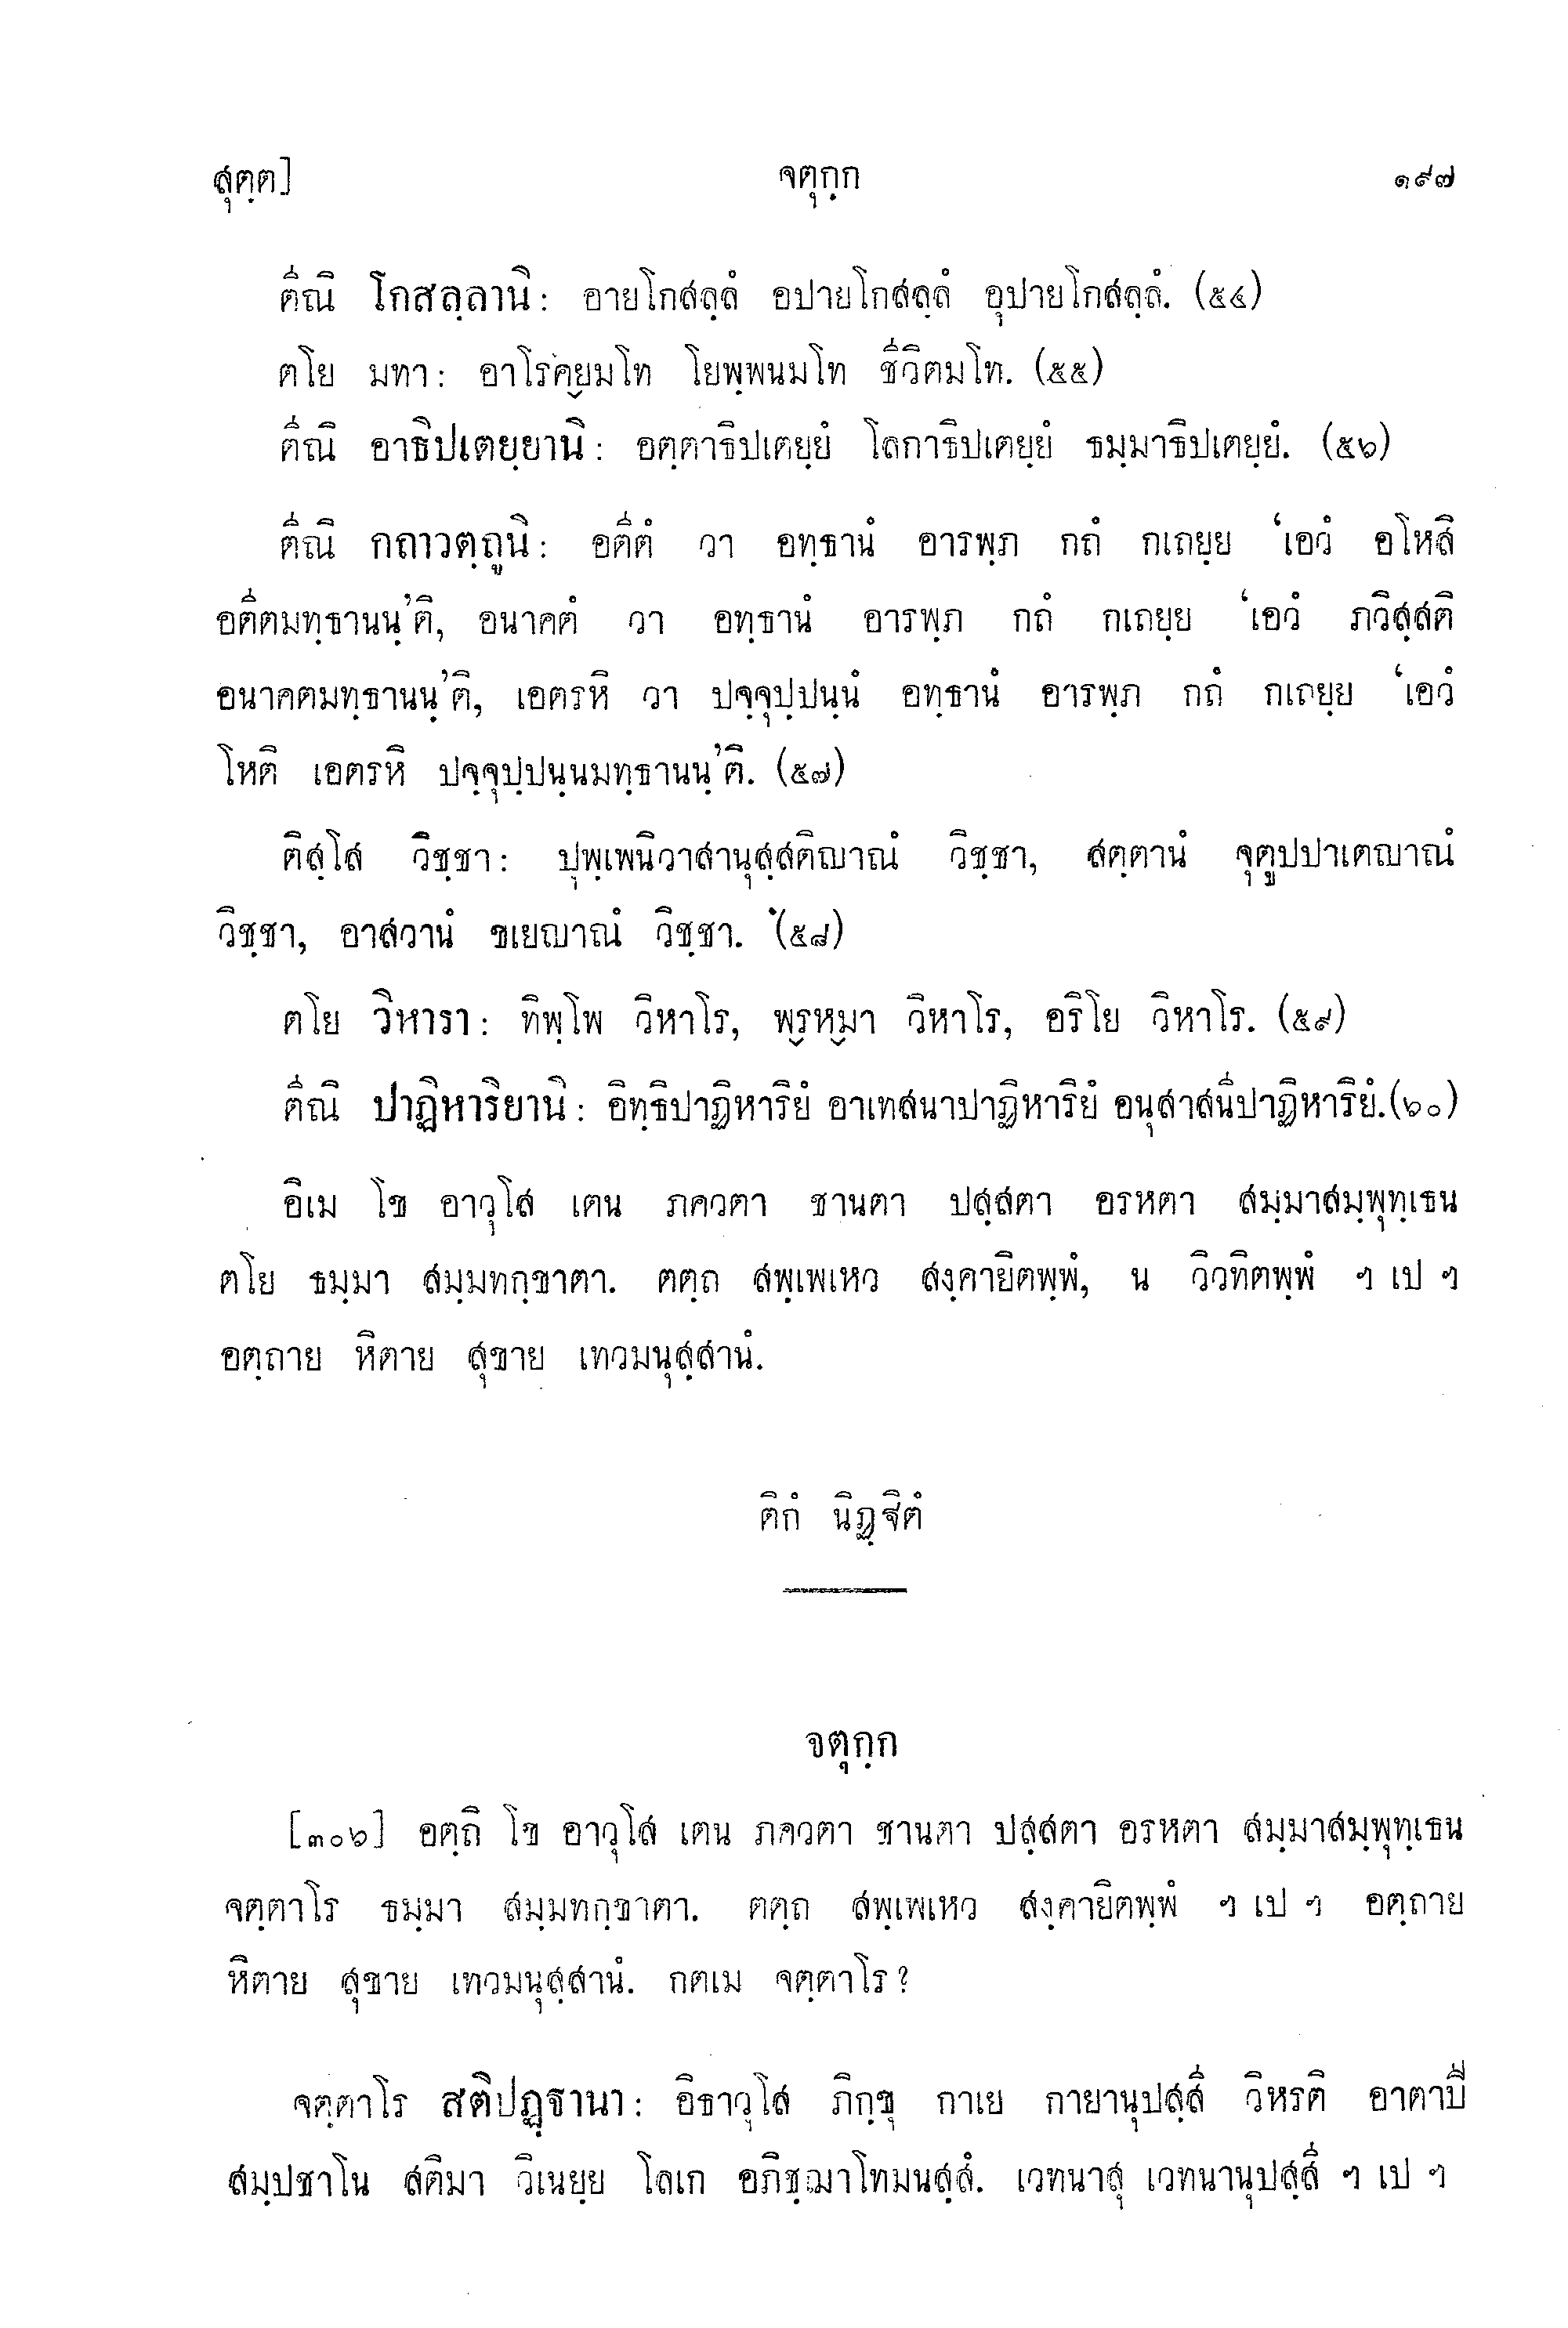 สุตฺต] จตุกฺก ๑๙๗
ตีณิ โกสลฺลานิ: อายโกสลฺลํ อปายโกสลฺลํ อุปายโกสลฺลํ. (๕๔)
ตโย มทา: อาโรคฺยมโท โยพฺพนมโท ชีวิตมโท. (๕๕)
ตีณิ อาธิปเตยฺยานิ: อตฺตาธิปเตยฺยํ โลกาธิปเตยฺยํ ธมฺมาธิปเตยฺยํ. (๕๖)
ตีณิ กถาวตฺถูนิ: อตีตํ วา อทฺธานํ อารพฺภ กถํ กเถยฺย ‘เอวํ อโหสิ
อตีตมทฺธานนฺ’ติ, อนาคตํ วา อทฺธานํ อารพฺภ กถํ กเถยฺย ‘เอวํ ภวิสฺสติ
อนาคตมทฺธานนฺ’ติ, เอตรหิ วา ปจฺจุปฺปนฺนํ อทฺธานํ อารพฺภ กถํ กเถยฺย ‘เอวํ
โหติ เอตรหิ ปจฺจุปฺปนฺนมทฺธานนฺ’ติ. (๕๗)
ติสฺโส วิชฺชา: ปุพฺเพนิวาสานุสฺสติญาณํ วิชฺชา, สตฺตานํ จุตูปปาเตญาณํ
วิชฺชา, อาสวานํ ขเยญาณํ วิชฺชา. (๕๘)
ตโย วิหารา: ทิพฺโพ วิหาโร, พฺรหฺมา วิหาโร, อริโย วิหาโร. (๕๙)
ตีณิ ปาฏิหาริยานิ: อิทฺธิปาฏิหาริยํ อาเทสนาปาฏิหาริยํ อนุสาสนีปาฏิหาริยํ.(๖๐)
อิเม โข อาวุโส เตน ภควตา ชานตา ปสฺสตา อรหตา สมฺมาสมฺพุทฺเธน
ตโย ธมฺมา สมฺมทกฺขาตา. ตตฺถ สพฺเพเหว สงฺคายิตพฺพํ, น วิวทิตพฺพํ ฯ เป ฯ
อตฺถาย หิตาย สุขาย เทวมนุสฺสานํ.
ติกํ นิฏฺฐิตํ
จตุกฺก
[๓๐๖] อตฺถิ โข อาวุโส เตน ภควตา ชานตา ปสฺสตา อรหตา สมฺมาสมฺพุทฺเธน
จตฺตาโร ธมฺมา สมฺมทกฺขาตา. ตตฺถ สพฺเพเหว สงฺคายิตพฺพํ ฯ เป ฯ อตฺถาย
หิตาย สุขาย เทวมนุสฺสานํ. กตเม จตฺตาโร?
จตฺตาโร สติปฏฺฐานา: อิธาวุโส ภิกฺขุ กาเย กายานุปสฺสี วิหรติ อาตาปี
สมฺปชาโน สติมา วิเนยฺย โลเก อภิชฺฌาโทมนสฺสํ. เวทนาสุ เวทนานุปสฺสี ฯ เป ฯ